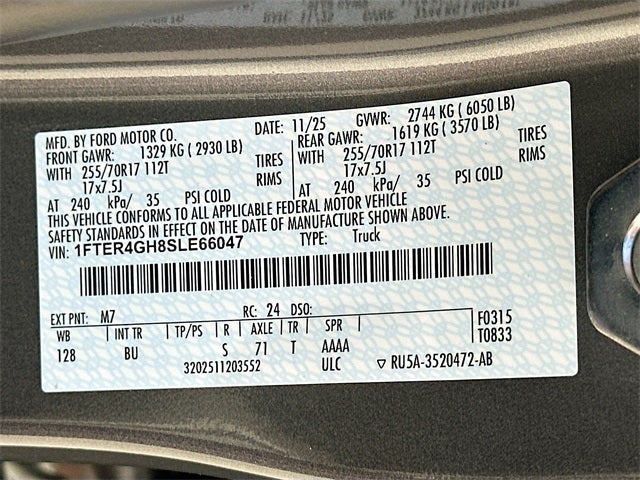 MFD. BY FORD MOTOR CO. DATE: 11/25 GVWR: 2744 KG ( 6050 LB)
FRONT GAWR: 1329 KG ( 2930 LB) REAR GAWR: 1619 KG ( 3570 LB)
WITH 255/70R17 112T TIRES WITH 255/70R17 112T TIRES
17x7.5J RIMS 17x7.5J RIMS
AT 240 kPa/ 35 PSI COLD AT 240 kPa/ 35 PSI COLD
THIS VEHICLE CONFORMS TO ALL APPLICABLE FEDERAL MOTOR VEHICLE
SAFETY STANDARDS IN EFFECT ON THE DATE OF MANUFACTURE SHOWN ABOVE.
VIN: 1FTER4GH8SLE66047 TYPE: Truck
EXT PNT: M7 RC: 24 DSO: F0315
WB INT TR TP/PS R AXLE TR SPR T0833
128 BU S 71 T AAAA
3202511203552 ULC ▽ RU5A-3520472-AB